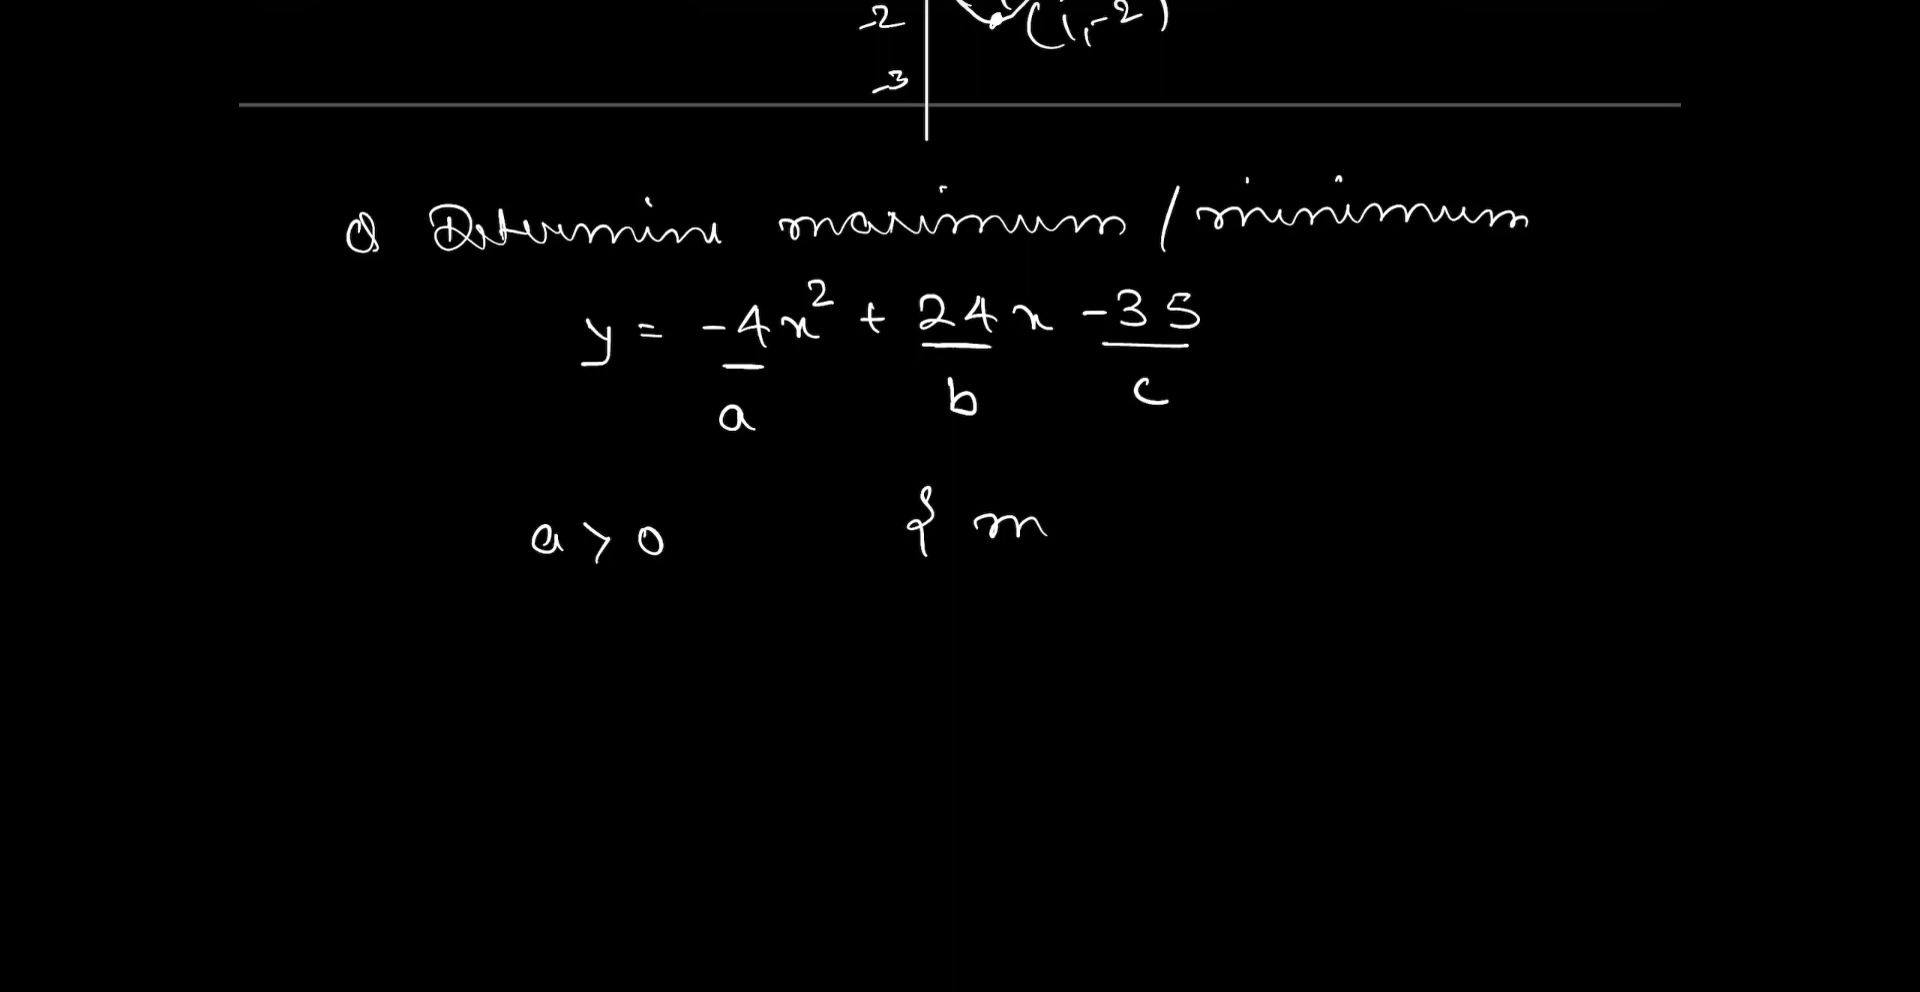 -2 (1,-2)
-3
Q Determine maximum / minimum
y = -4x² + 24x - 35
a b c
a > 0 { m